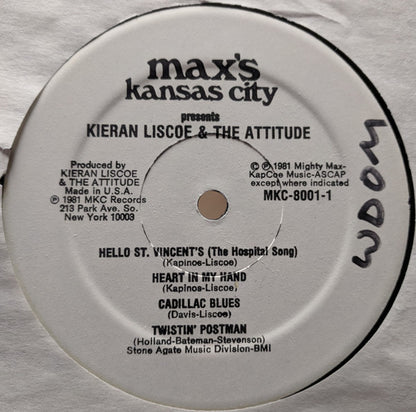 max's
kansas city
presents
KIERAN LISCOE & THE ATTITUDE
Produced by
KIERAN LISCOE
& THE ATTITUDE
Made in U.S.A.
℗ 1981 MKC Records
213 Park Ave. So.
New York 10003
© ℗ 1981 Mighty Max-
KapCoe Music-ASCAP
except where indicated
MKC-8001-1
WDOM
HELLO ST. VINCENT'S (The Hospital Song)
(Kapinos-Liscoe)
HEART IN MY HAND
(Kapinos-Liscoe)
CADILLAC BLUES
(Davis-Liscoe)
TWISTIN' POSTMAN
(Holland-Bateman-Stevenson)
Stone Agate Music Division-BMI